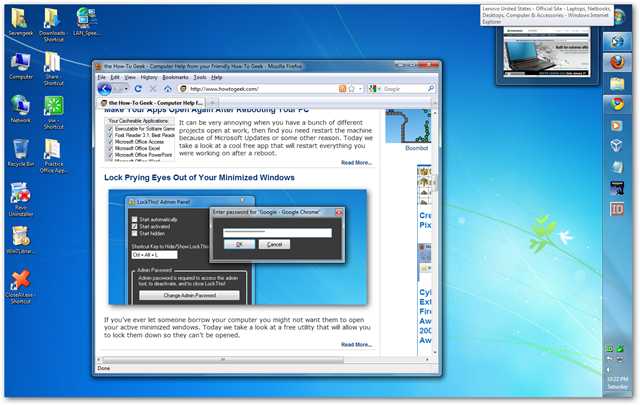 Sevengeek
Downloads - Shortcut
LAN_Spee...
Computer
Share - Shortcut
Network
uTorrent - Shortcut
Recycle Bin
Practice Office App...
Revo Uninstaller
Win7Librar...
CloseAll.exe - Shortcut
Lenovo United States - Official Site - Laptops, Netbooks,
Desktops, Computer & Accessories - Windows Internet
Explorer
the How-To Geek - Computer Help from your Friendly How-To Geek - Mozilla Firefox
File Edit View History Bookmarks Tools Help
http://www.howtogeek.com/
Google
the How-To Geek - Computer Help f...
Make Your Apps Open Again After Rebooting Your PC
Your Cacheable Applications:
Executable for Solitaire Game
Foxit Reader 3.1, Best Reade
Microsoft Office Access
Microsoft Office Excel
Microsoft Office PowerPoint
It can be very annoying when you have a bunch of different
projects open at work, then find you need restart the machine
because of Microsoft Updates or some other reason. Today we
take a look at a cool free app that will restart everything you
were working on after a reboot.
Read More...
Boombot
Lock Prying Eyes Out of Your Minimized Windows
LockThis! Admin Panel
Start automatically
Start activated
Start hidden
Shortcut Key to Hide/Show LockThis
Ctrl + Alt + L
Admin Password
Admin password is required to access this admin
tool, to deactivate, and to close LockThis!
Change Admin Password
Enter password for "Google - Google Chrome"
OK
Cancel
If you've ever let someone borrow your computer you might not want them to open
your active minimized windows. Today we take a look at a free utility that will allow you
to lock them down so they can't be opened.
Read More...
Cre
Pix
Cyl
Ext
Fire
Aw
200
Aw
Done
10:22 PM
Saturday